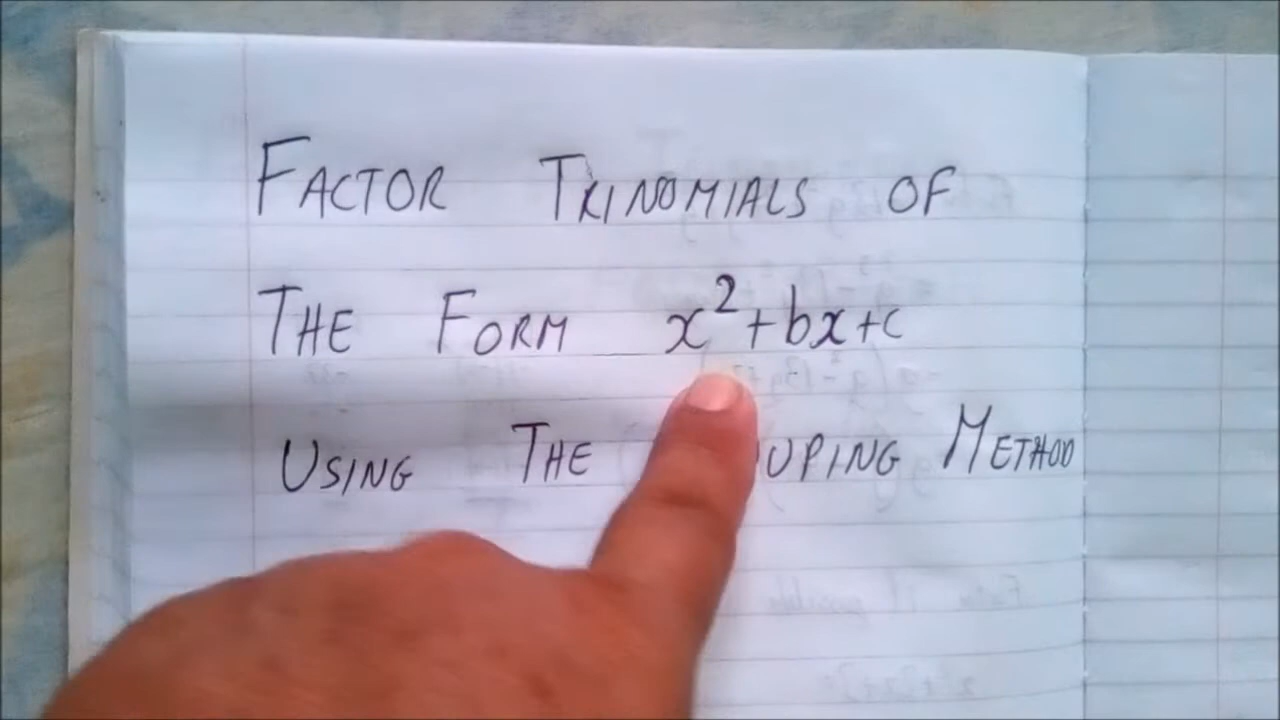 FACTOR TRINOMIALS OF
THE FORM x²+bx+c
USING THE UPING METHOD